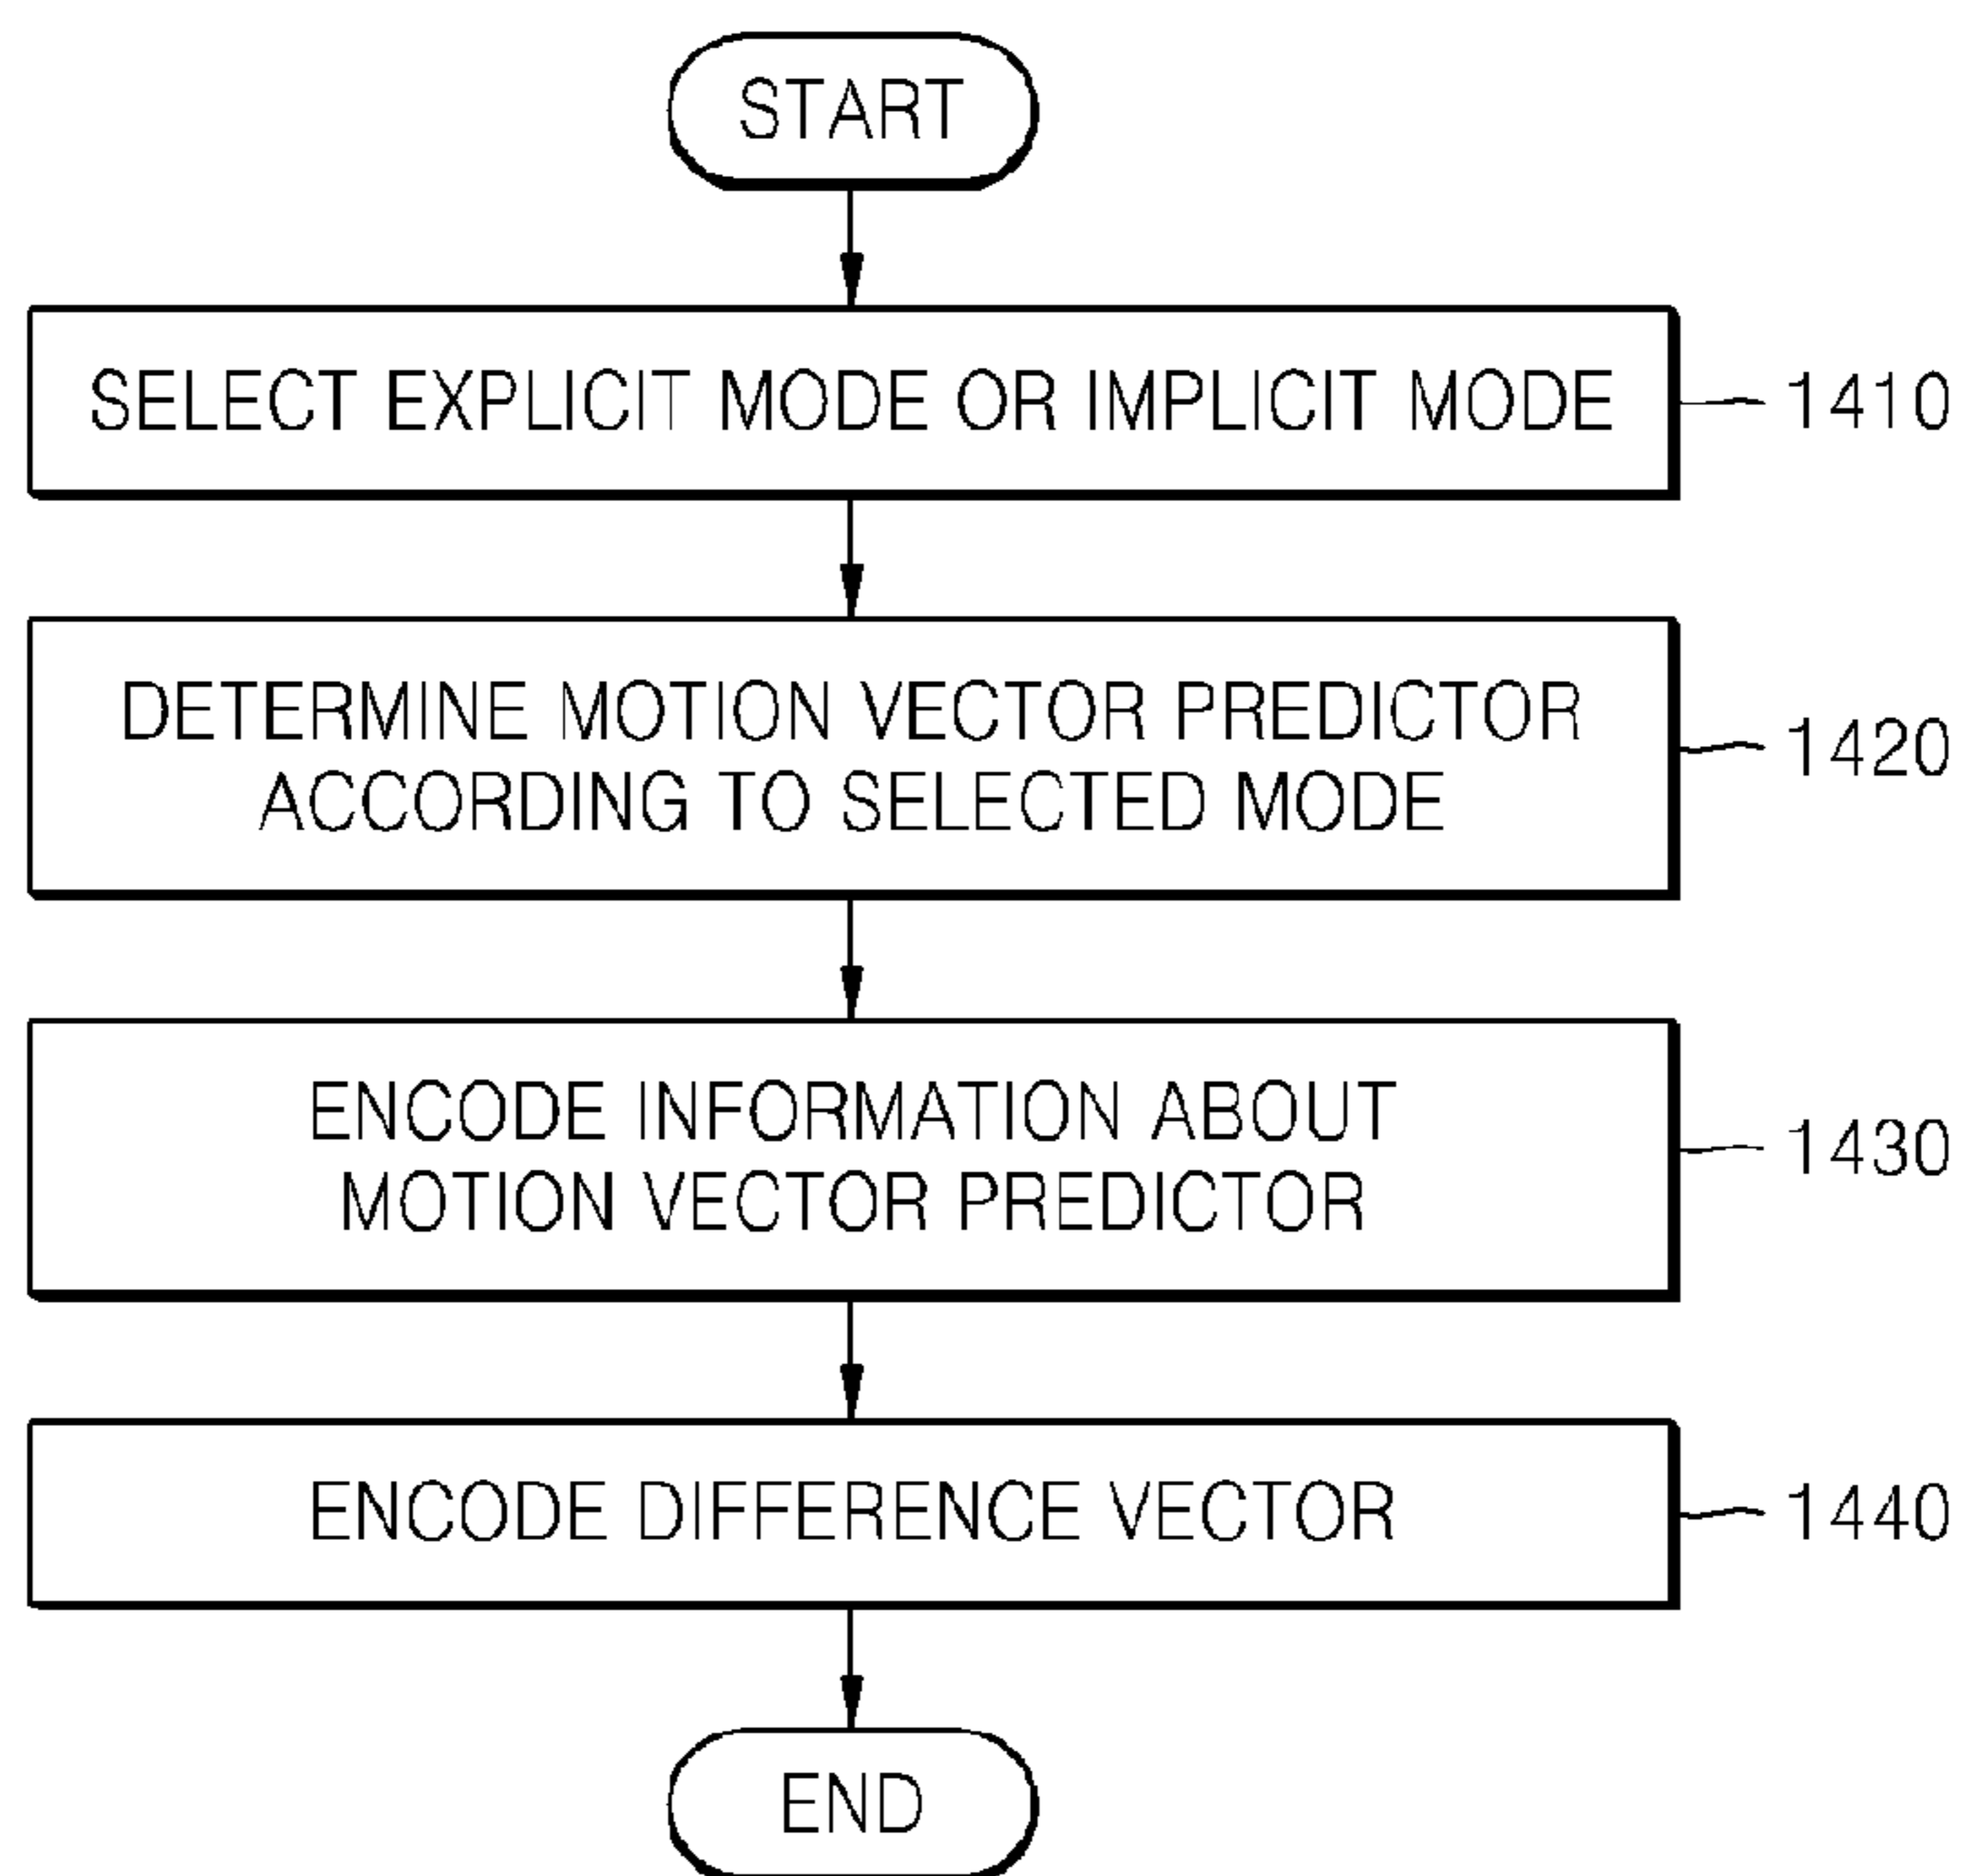 START
SELECT EXPLICIT MODE OR IMPLICIT MODE
1410
DETERMINE MOTION VECTOR PREDICTOR
ACCORDING TO SELECTED MODE
1420
ENCODE INFORMATION ABOUT
MOTION VECTOR PREDICTOR
1430
ENCODE DIFFERENCE VECTOR
1440
END